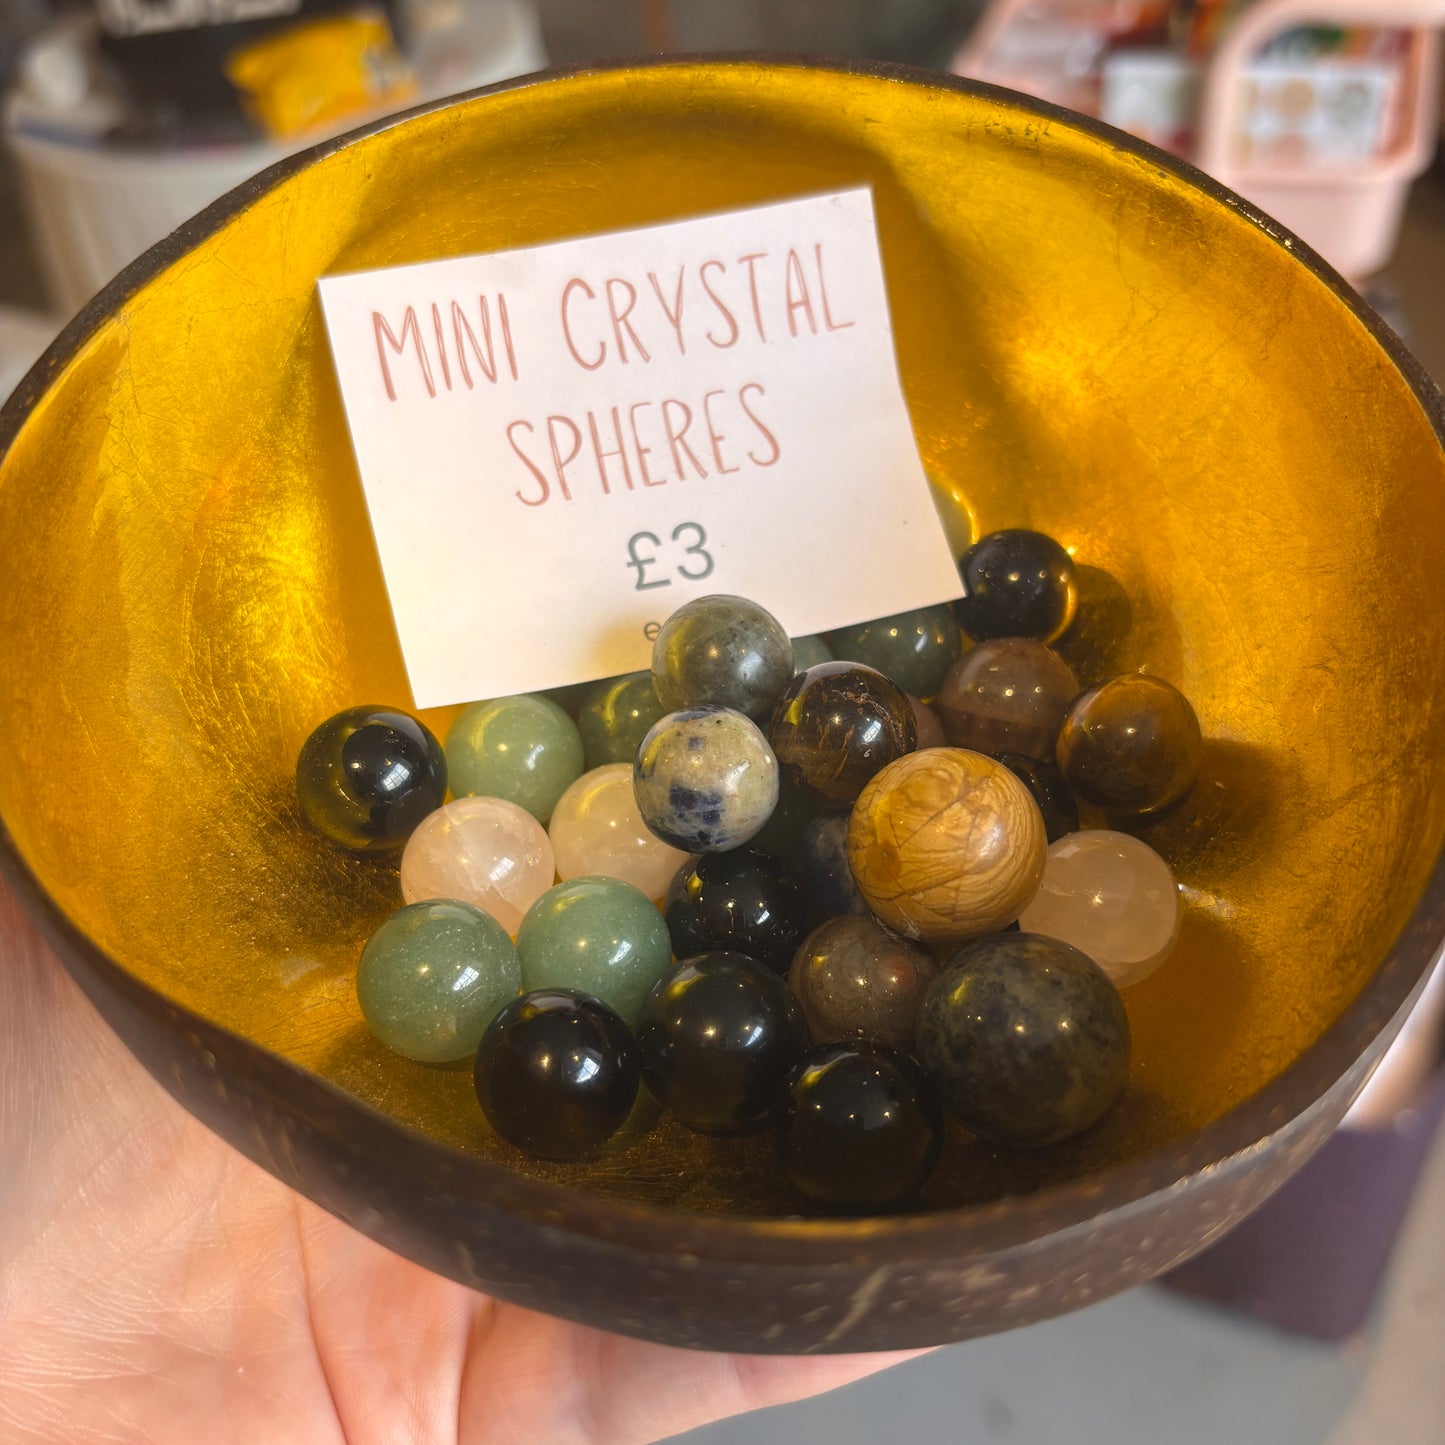 MINI CRYSTAL
SPHERES
£3